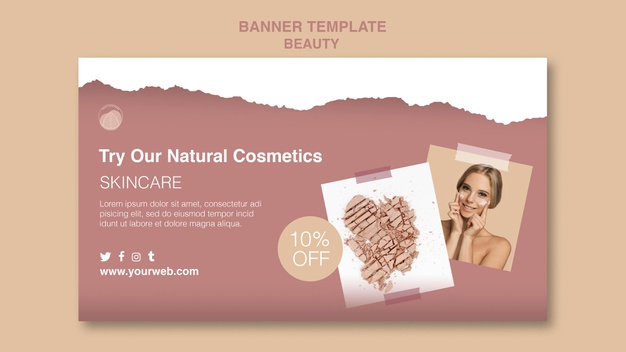 BANNER TEMPLATE
BEAUTY
Try Our Natural Cosmetics
SKINCARE
Lorem ipsum dolor sit amet, consectetur adi
pisicing elit, sed do eiusmod tempor incid
idunt ut labore et dolore magna aliqua.
10%
OFF
www.yourweb.com